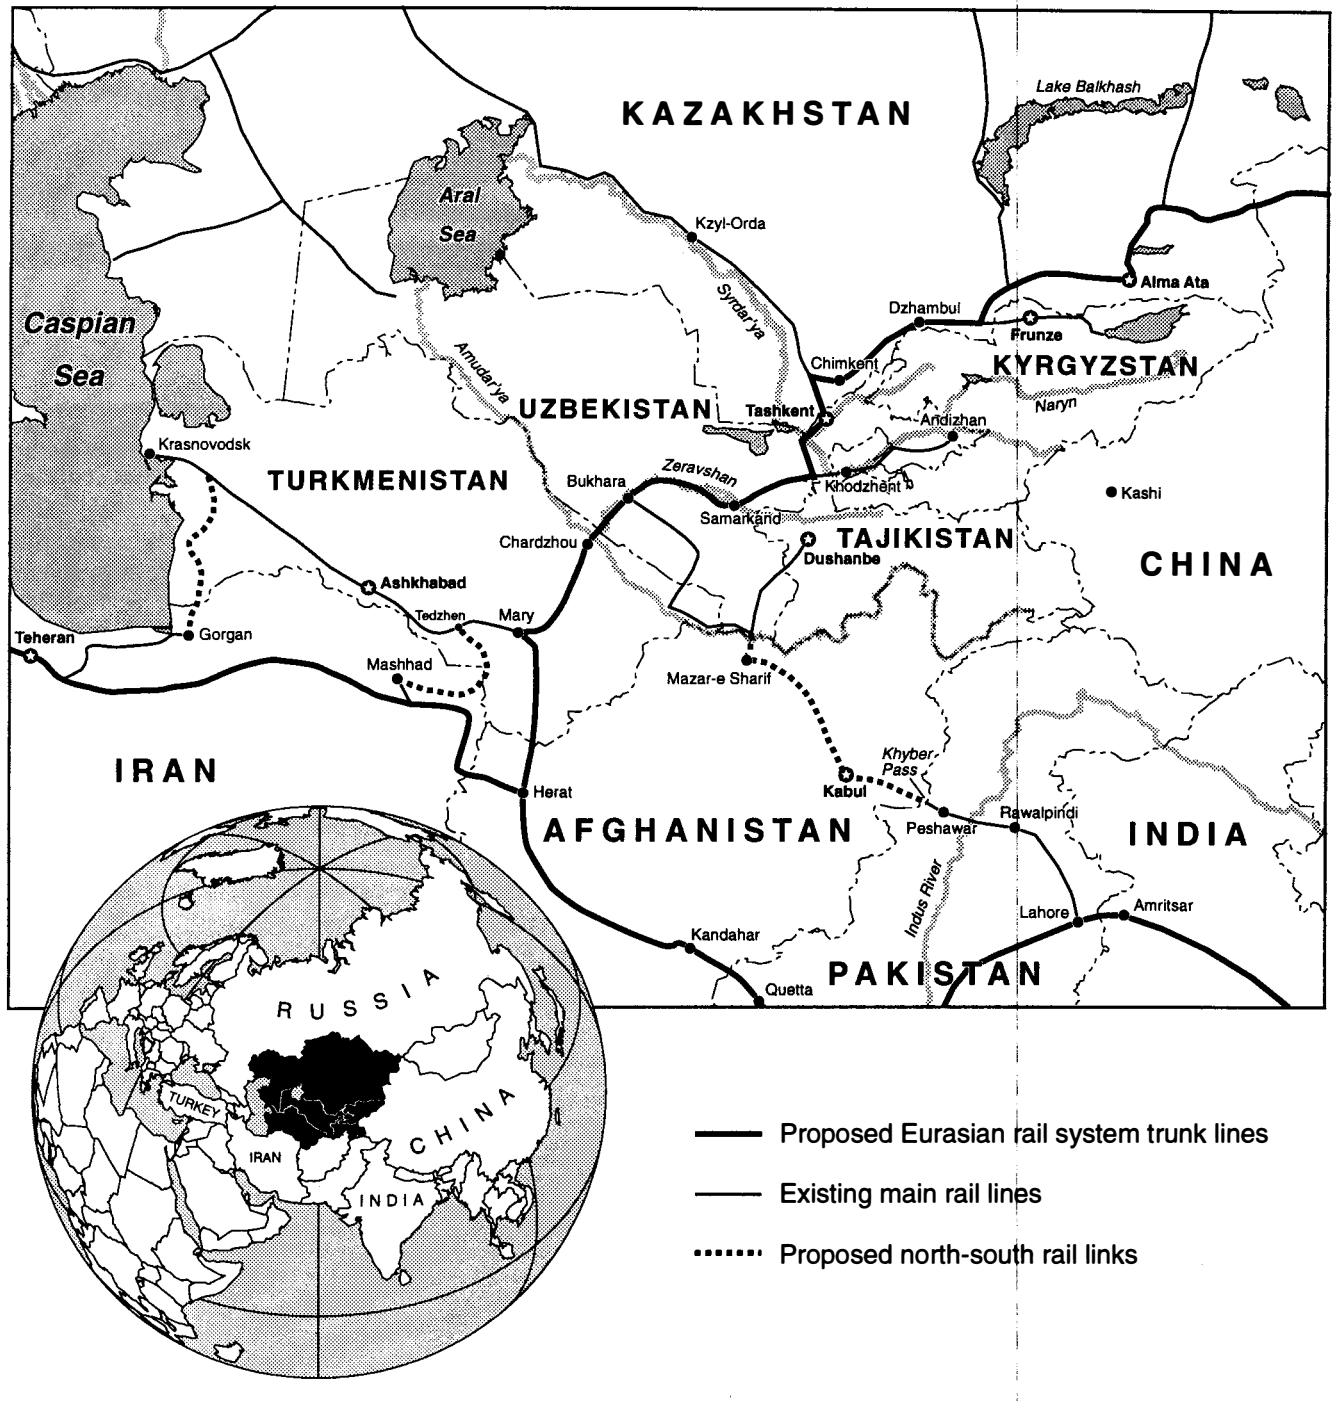 Lake Balkhash
KAZAKHSTAN
Aral
Sea
Kzyl-Orda
Syrdar'ya
Alma Ata
Dzhambul
Frunze
Caspian
Sea
Chimkent
KYRGYZSTAN
Amudar'ya
UZBEKISTAN
Tashkent
Andizhan
Naryn
Krasnovodsk
TURKMENISTAN
Bukhara
Zeravshan
Khodzhent
Kashi
Samarkand
Chardzhou
TAJIKISTAN
Dushanbe
CHINA
Ashkhabad
Tedzhen
Mary
Teheran
Gorgan
Mashhad
Mazar-e Sharif
IRAN
Khyber
Pass
Kabul
Herat
AFGHANISTAN
Peshawar
Rawalpindi
INDIA
Indus River
Lahore
Amritsar
Kandahar
PAKISTAN
Quetta
RUSSIA
TURKEY
CHINA
IRAN
INDIA
Proposed Eurasian rail system trunk lines
Existing main rail lines
Proposed north-south rail links